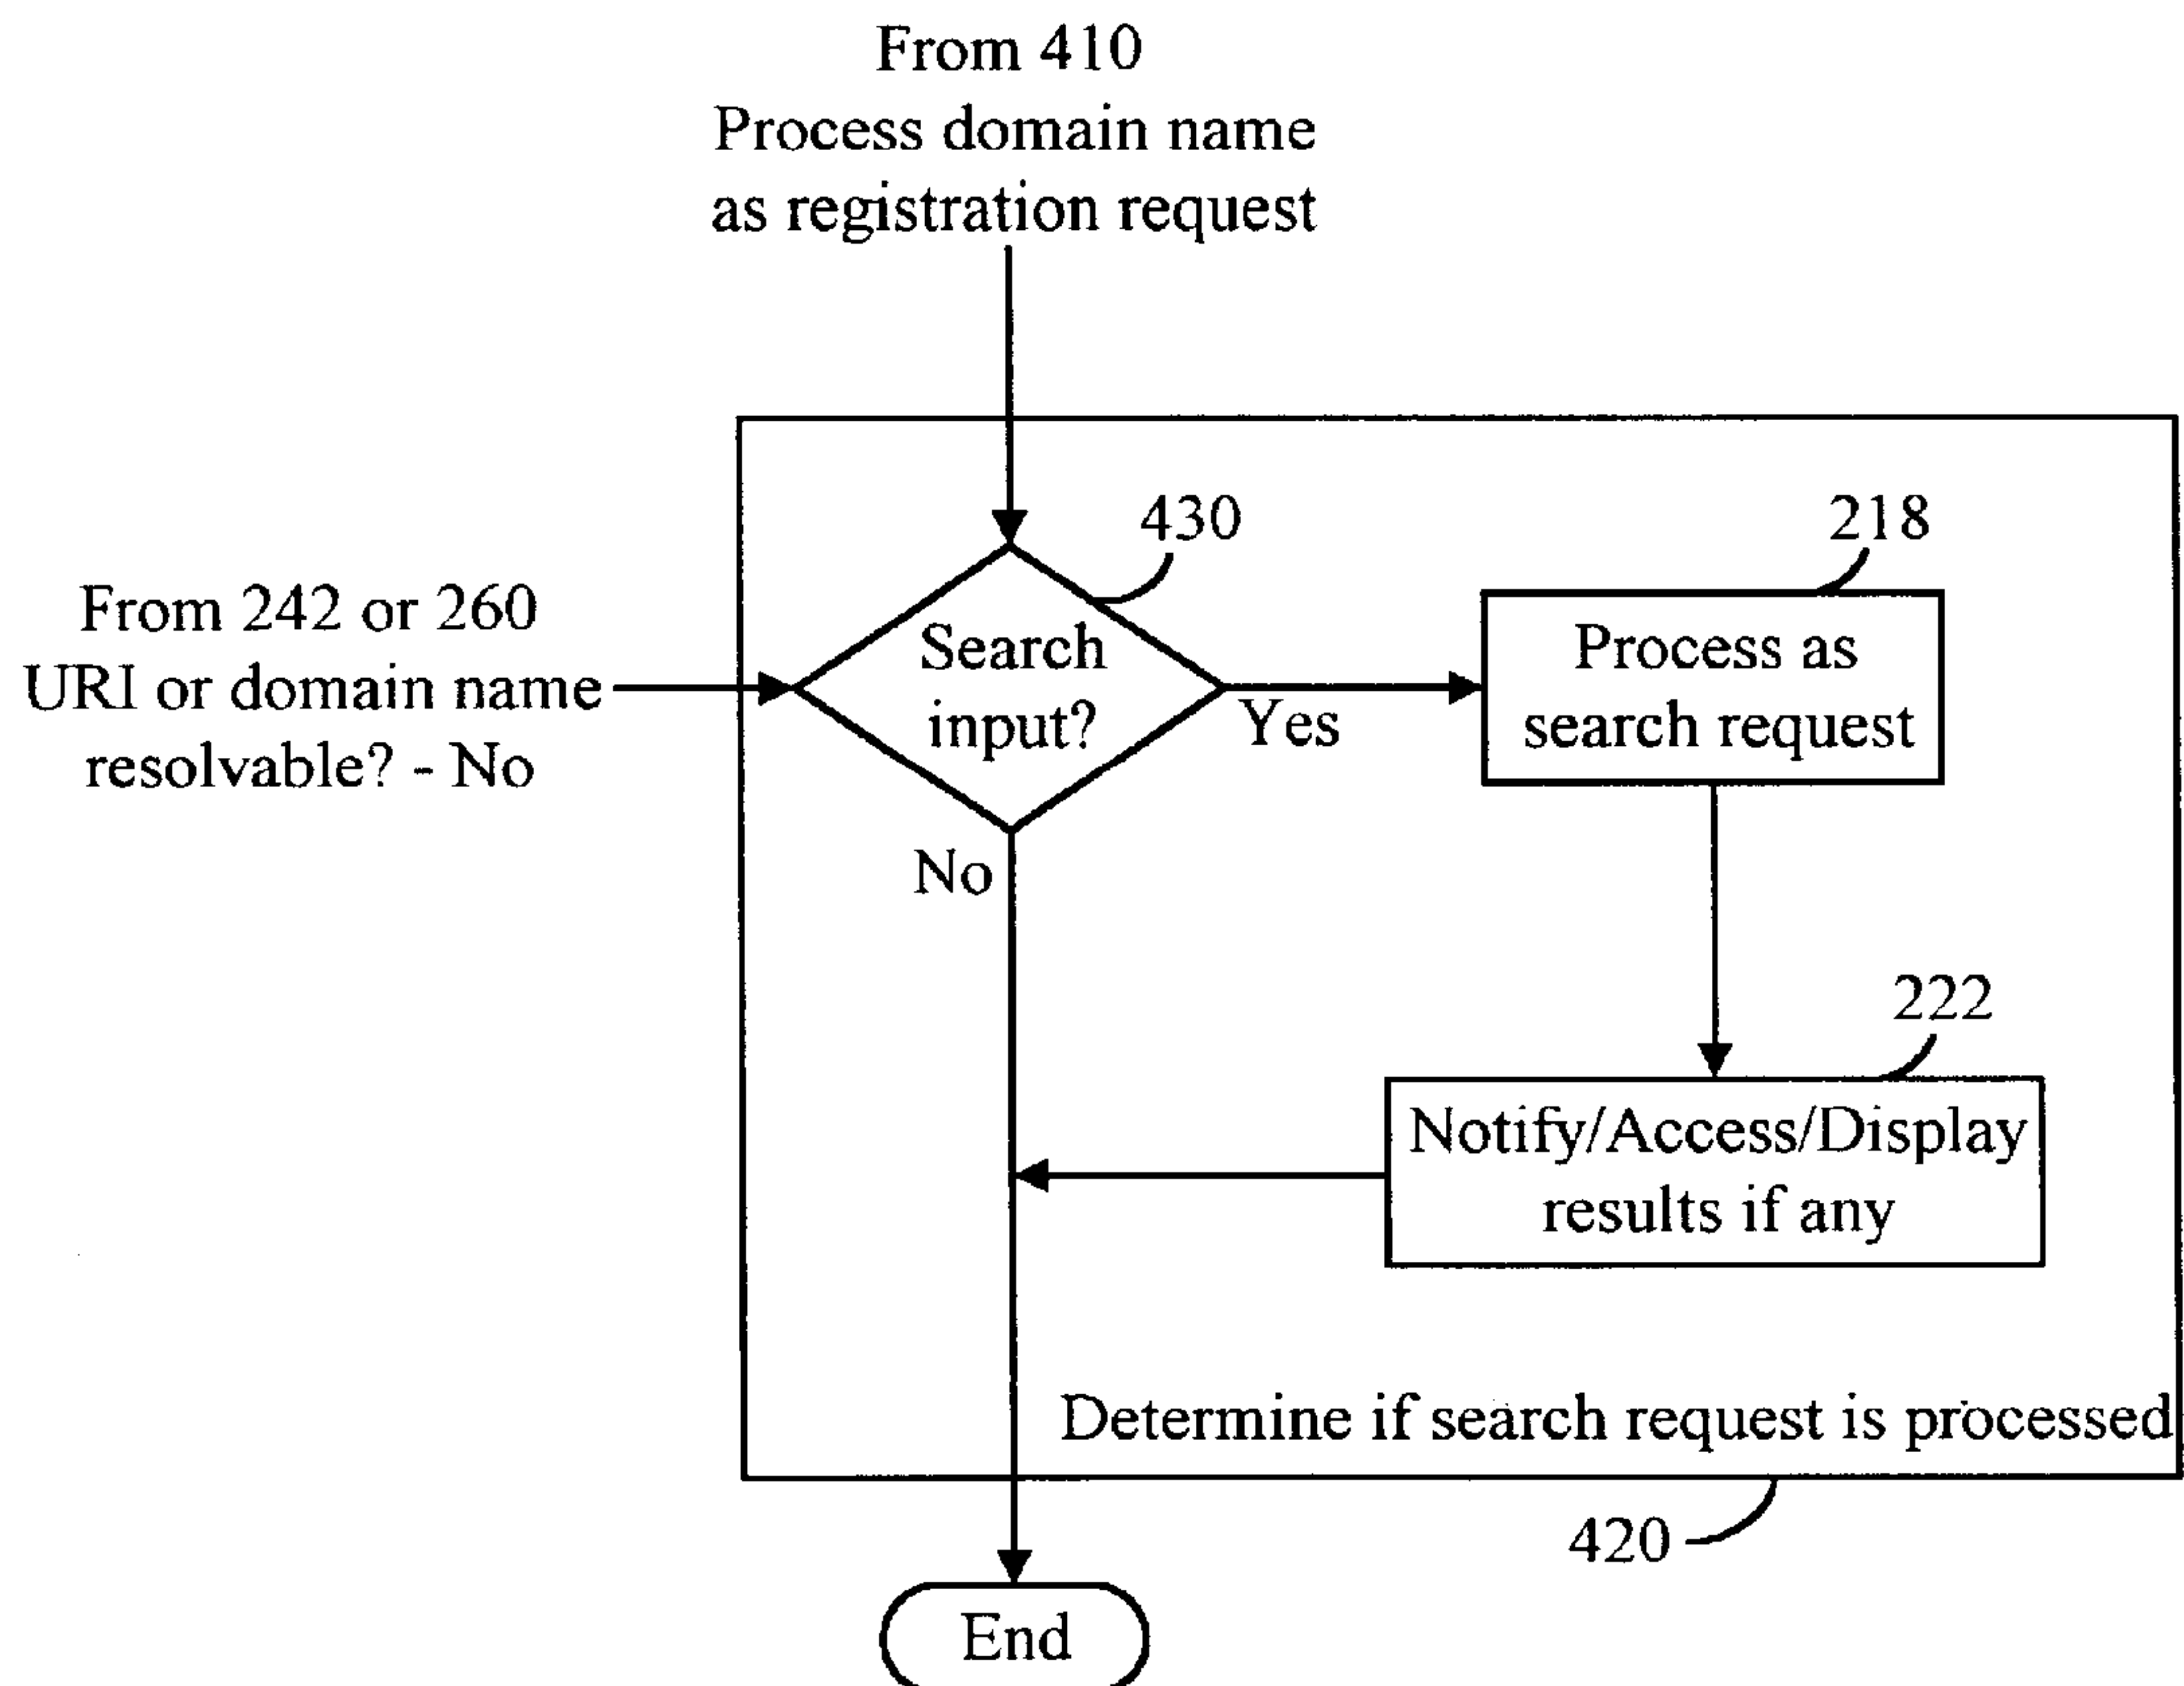 From 410
Process domain name
as registration request
430
218
From 242 or 260
URI or domain name
resolvable? - No
Search
input?
Yes
Process as
search request
No
222
Notify/Access/Display
results if any
Determine if search request is processed
420
End